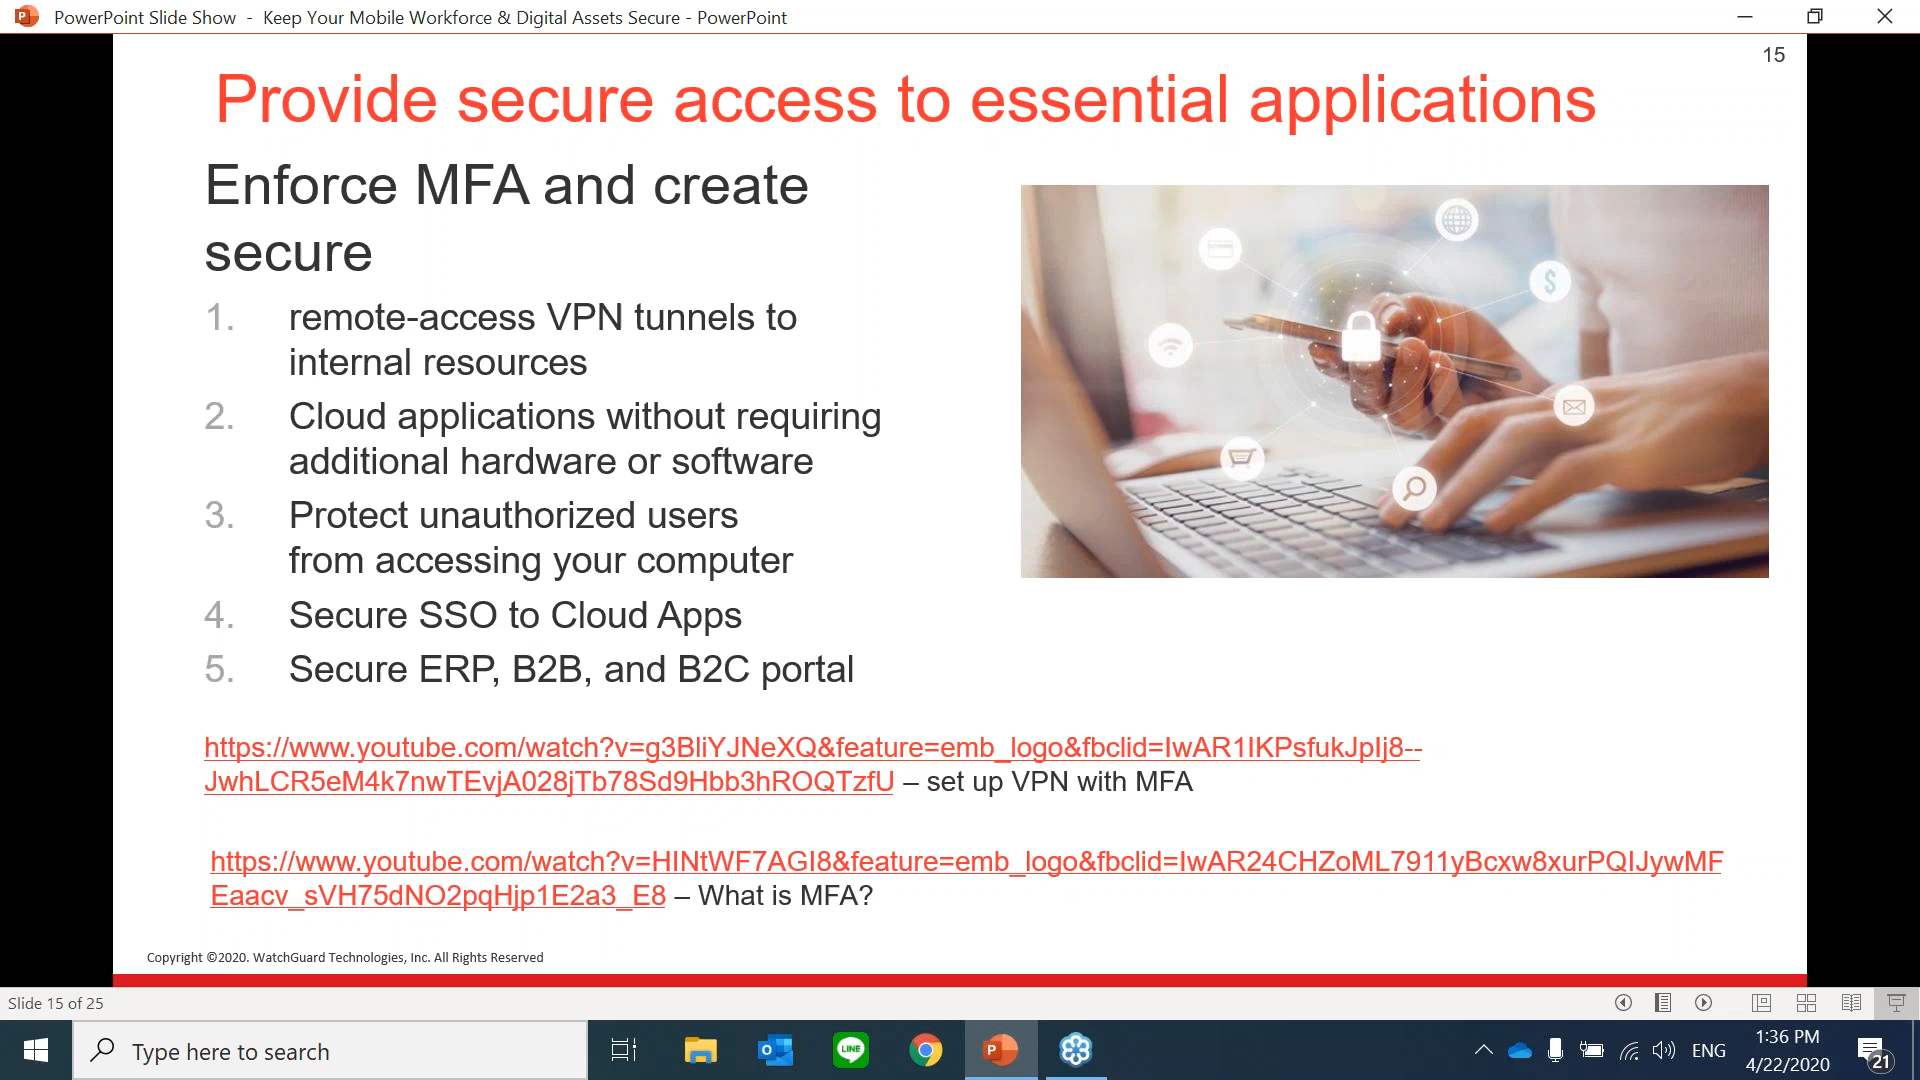 PowerPoint Slide Show - Keep Your Mobile Workforce & Digital Assets Secure - PowerPoint
15
Provide secure access to essential applications
Enforce MFA and create
secure
1. remote-access VPN tunnels to
internal resources
2. Cloud applications without requiring
additional hardware or software
3. Protect unauthorized users
from accessing your computer
4. Secure SSO to Cloud Apps
5. Secure ERP, B2B, and B2C portal
$
https://www.youtube.com/watch?v=g3BliYJNeXQ&feature=emb_logo&fbclid=IwAR1IKPsfukJpIj8--
JwhLCR5eM4k7nwTEvjA028jTb78Sd9Hbb3hROQTzfU – set up VPN with MFA
https://www.youtube.com/watch?v=HINtWF7AGI8&feature=emb_logo&fbclid=IwAR24CHZoML7911yBcxw8xurPQIJywMF
Eaacv_sVH75dNO2pqHjp1E2a3_E8 – What is MFA?
Copyright ©2020. WatchGuard Technologies, Inc. All Rights Reserved
Slide 15 of 25
Type here to search
LINE
ENG
1:36 PM
4/22/2020
21